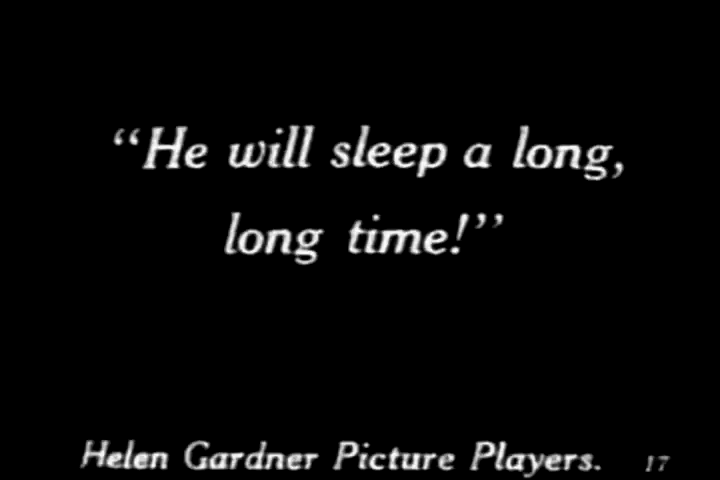 “He will sleep a long,
long time!”
Helen Gardner Picture Players. 17